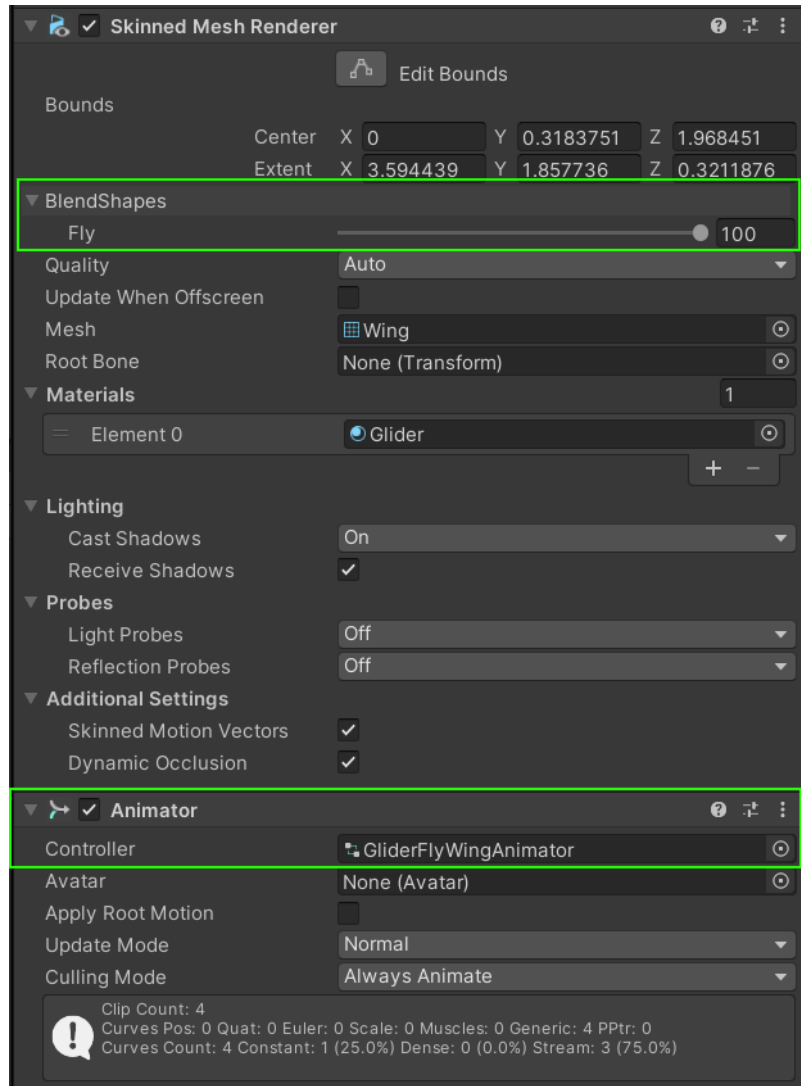 Skinned Mesh Renderer
Edit Bounds
Bounds
Center X 0 Y 0.3183751 Z 1.968451
Extent X 3.594439 Y 1.857736 Z 0.3211876
BlendShapes
Fly 100
Quality Auto
Update When Offscreen
Mesh Wing
Root Bone None (Transform)
Materials 1
Element 0 Glider
+ −
Lighting
Cast Shadows On
Receive Shadows
Probes
Light Probes Off
Reflection Probes Off
Additional Settings
Skinned Motion Vectors
Dynamic Occlusion
Animator
Controller GliderFlyWingAnimator
Avatar None (Avatar)
Apply Root Motion
Update Mode Normal
Culling Mode Always Animate
Clip Count: 4
Curves Pos: 0 Quat: 0 Euler: 0 Scale: 0 Muscles: 0 Generic: 4 PPtr: 0
Curves Count: 4 Constant: 1 (25.0%) Dense: 0 (0.0%) Stream: 3 (75.0%)